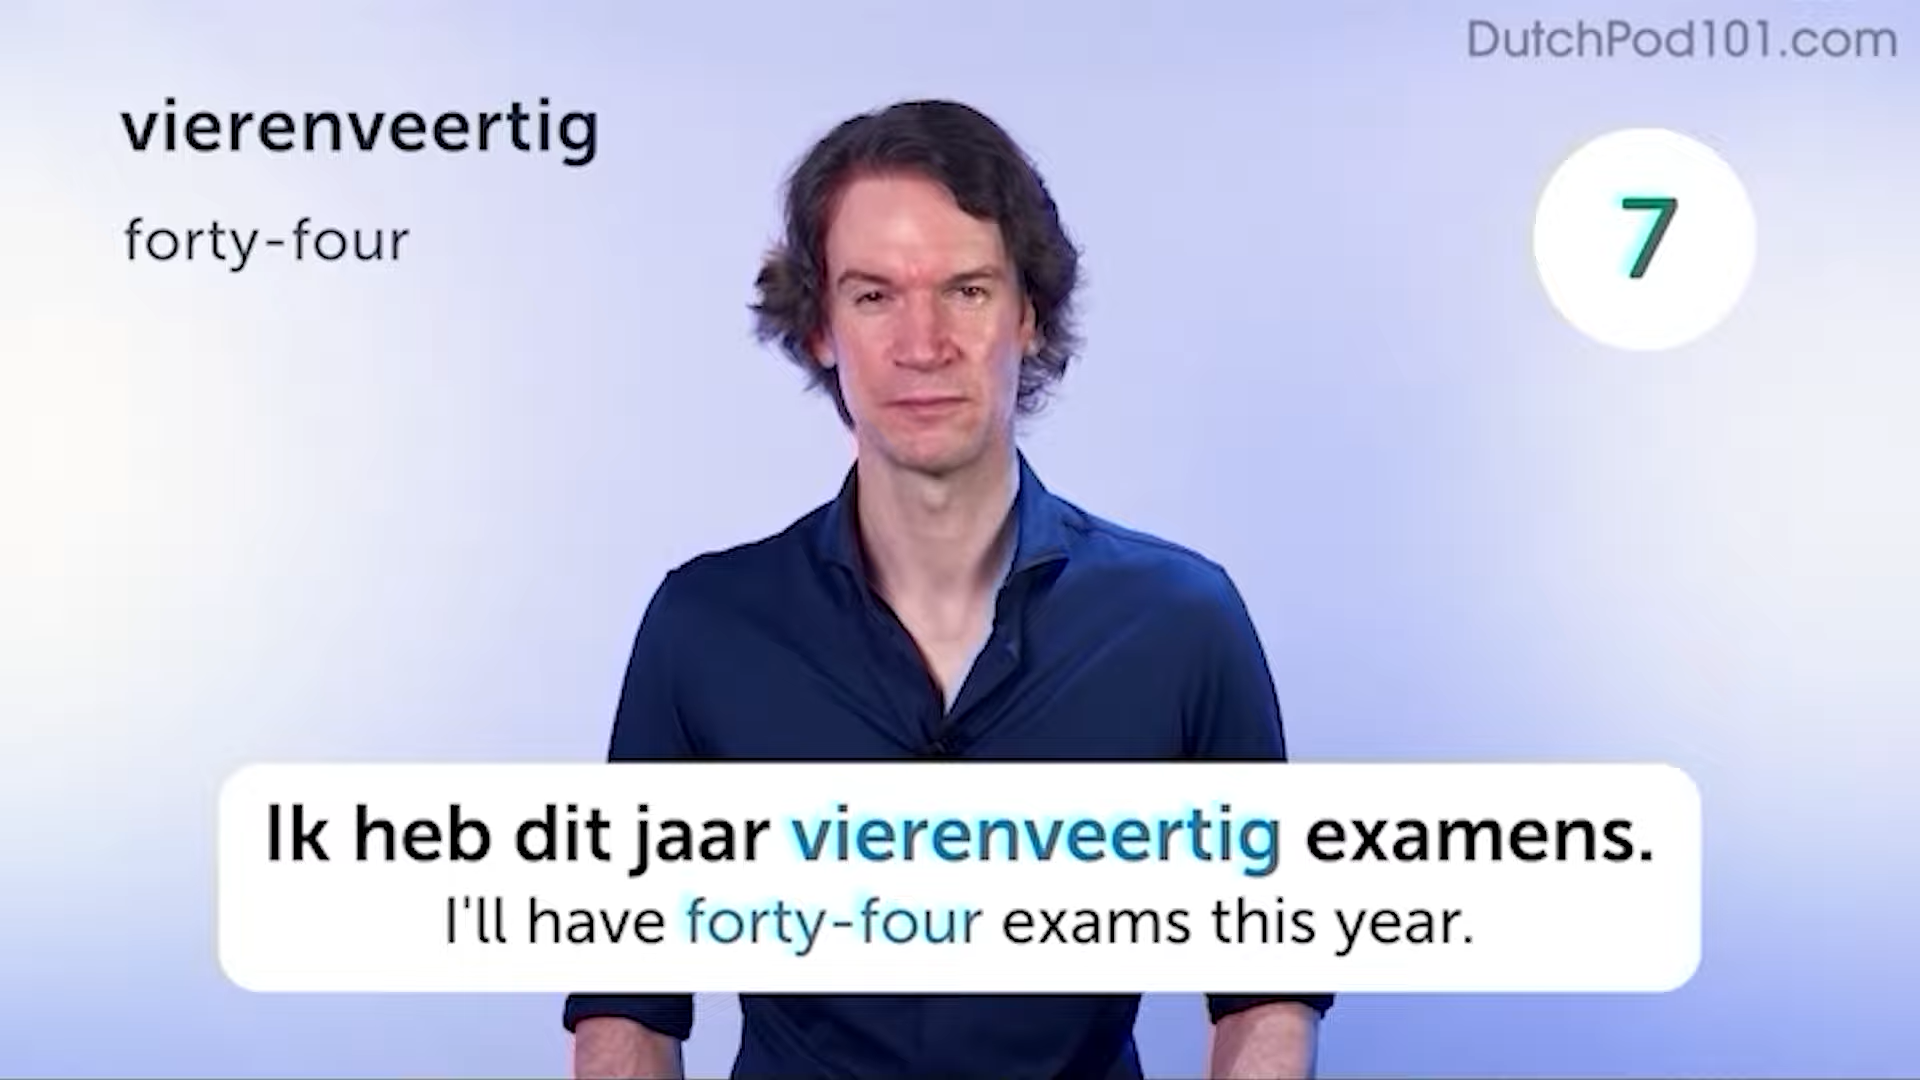 DutchPod101.com
vierenveertig
forty-four
7
Ik heb dit jaar vierenveertig examens.
I'll have forty-four exams this year.